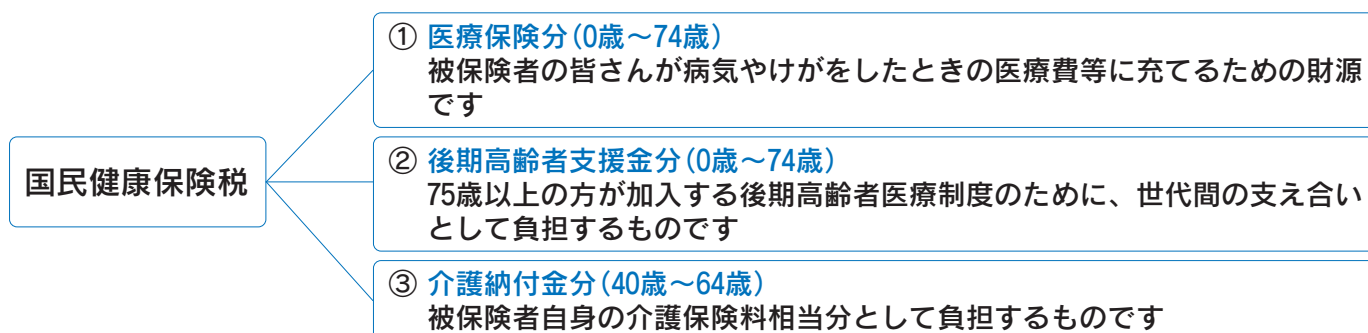 国民健康保険税
① 医療保険分(0歳～74歳)
被保険者の皆さんが病気やけがをしたときの医療費等に充てるための財源
です
② 後期高齢者支援金分(0歳～74歳)
75歳以上の方が加入する後期高齢者医療制度のために、世代間の支え合い
として負担するものです
③ 介護納付金分(40歳～64歳)
被保険者自身の介護保険料相当分として負担するものです